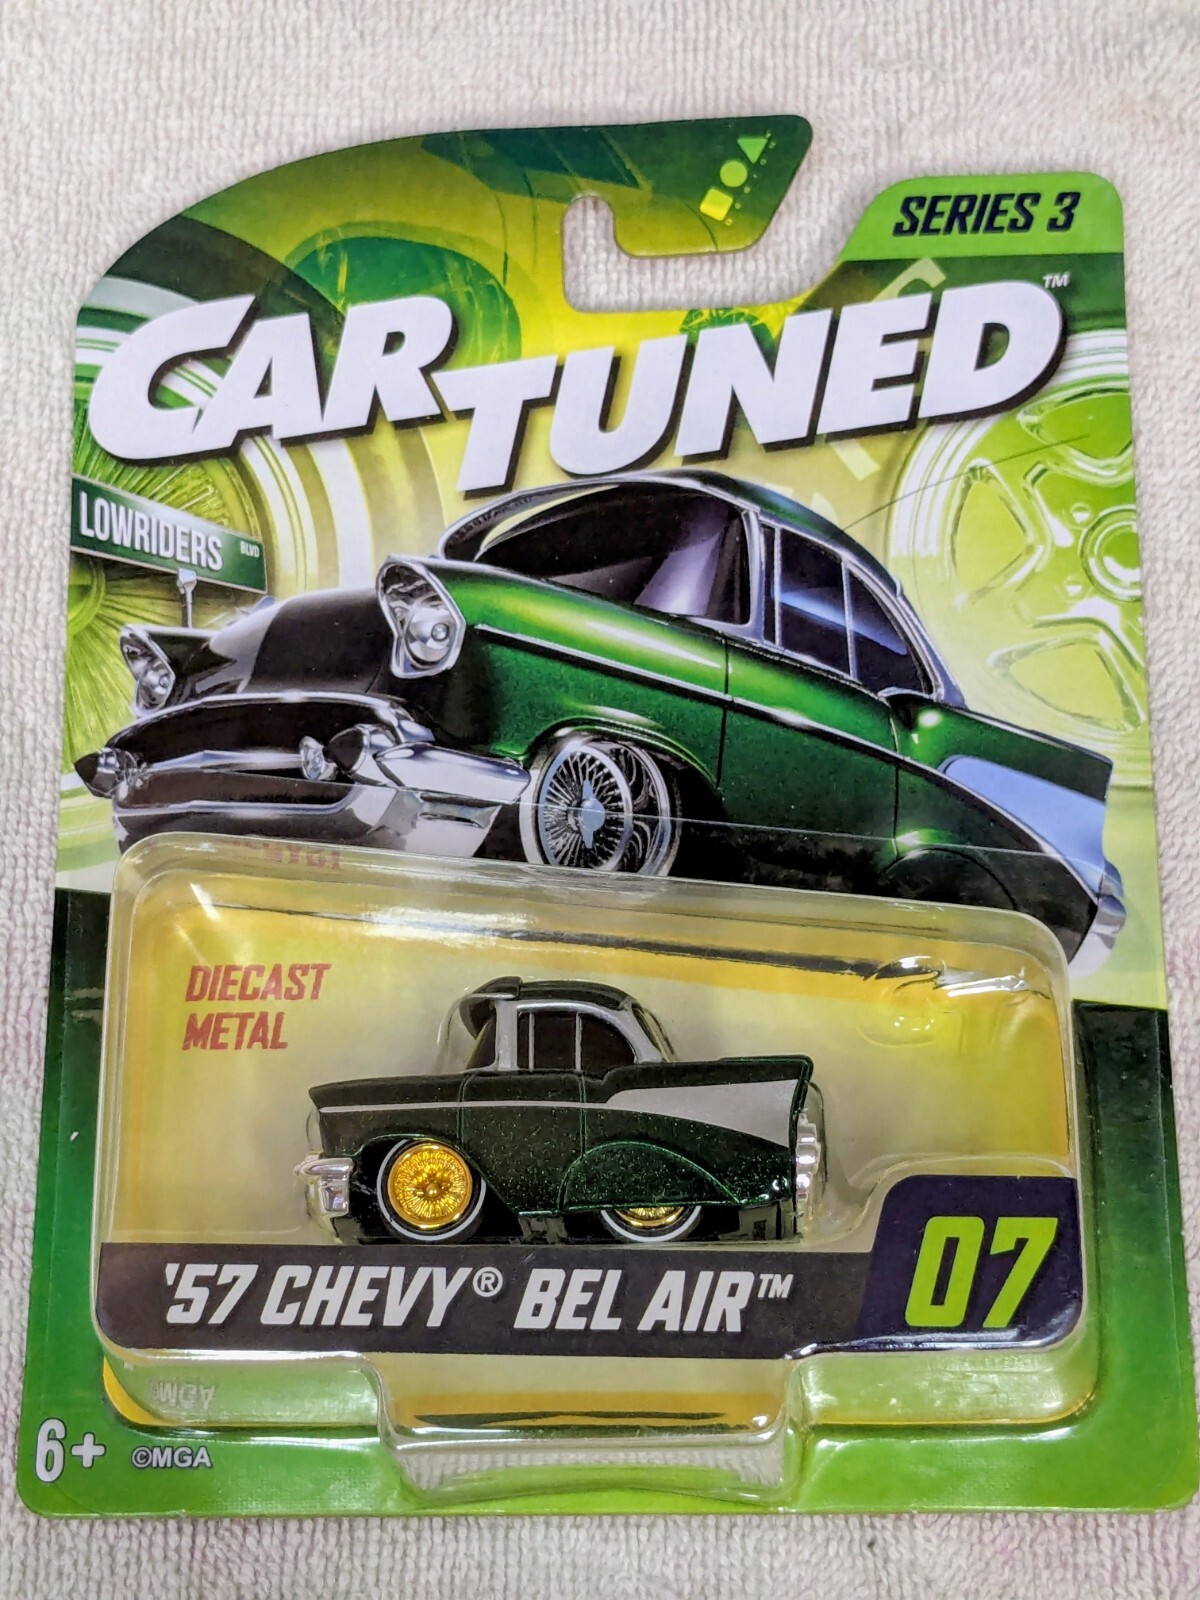 SERIES 3
CAR TUNED™
LOWRIDERS BLVD
DIECAST
METAL
'57 CHEVY® BEL AIR™
07
6+ ©MGA